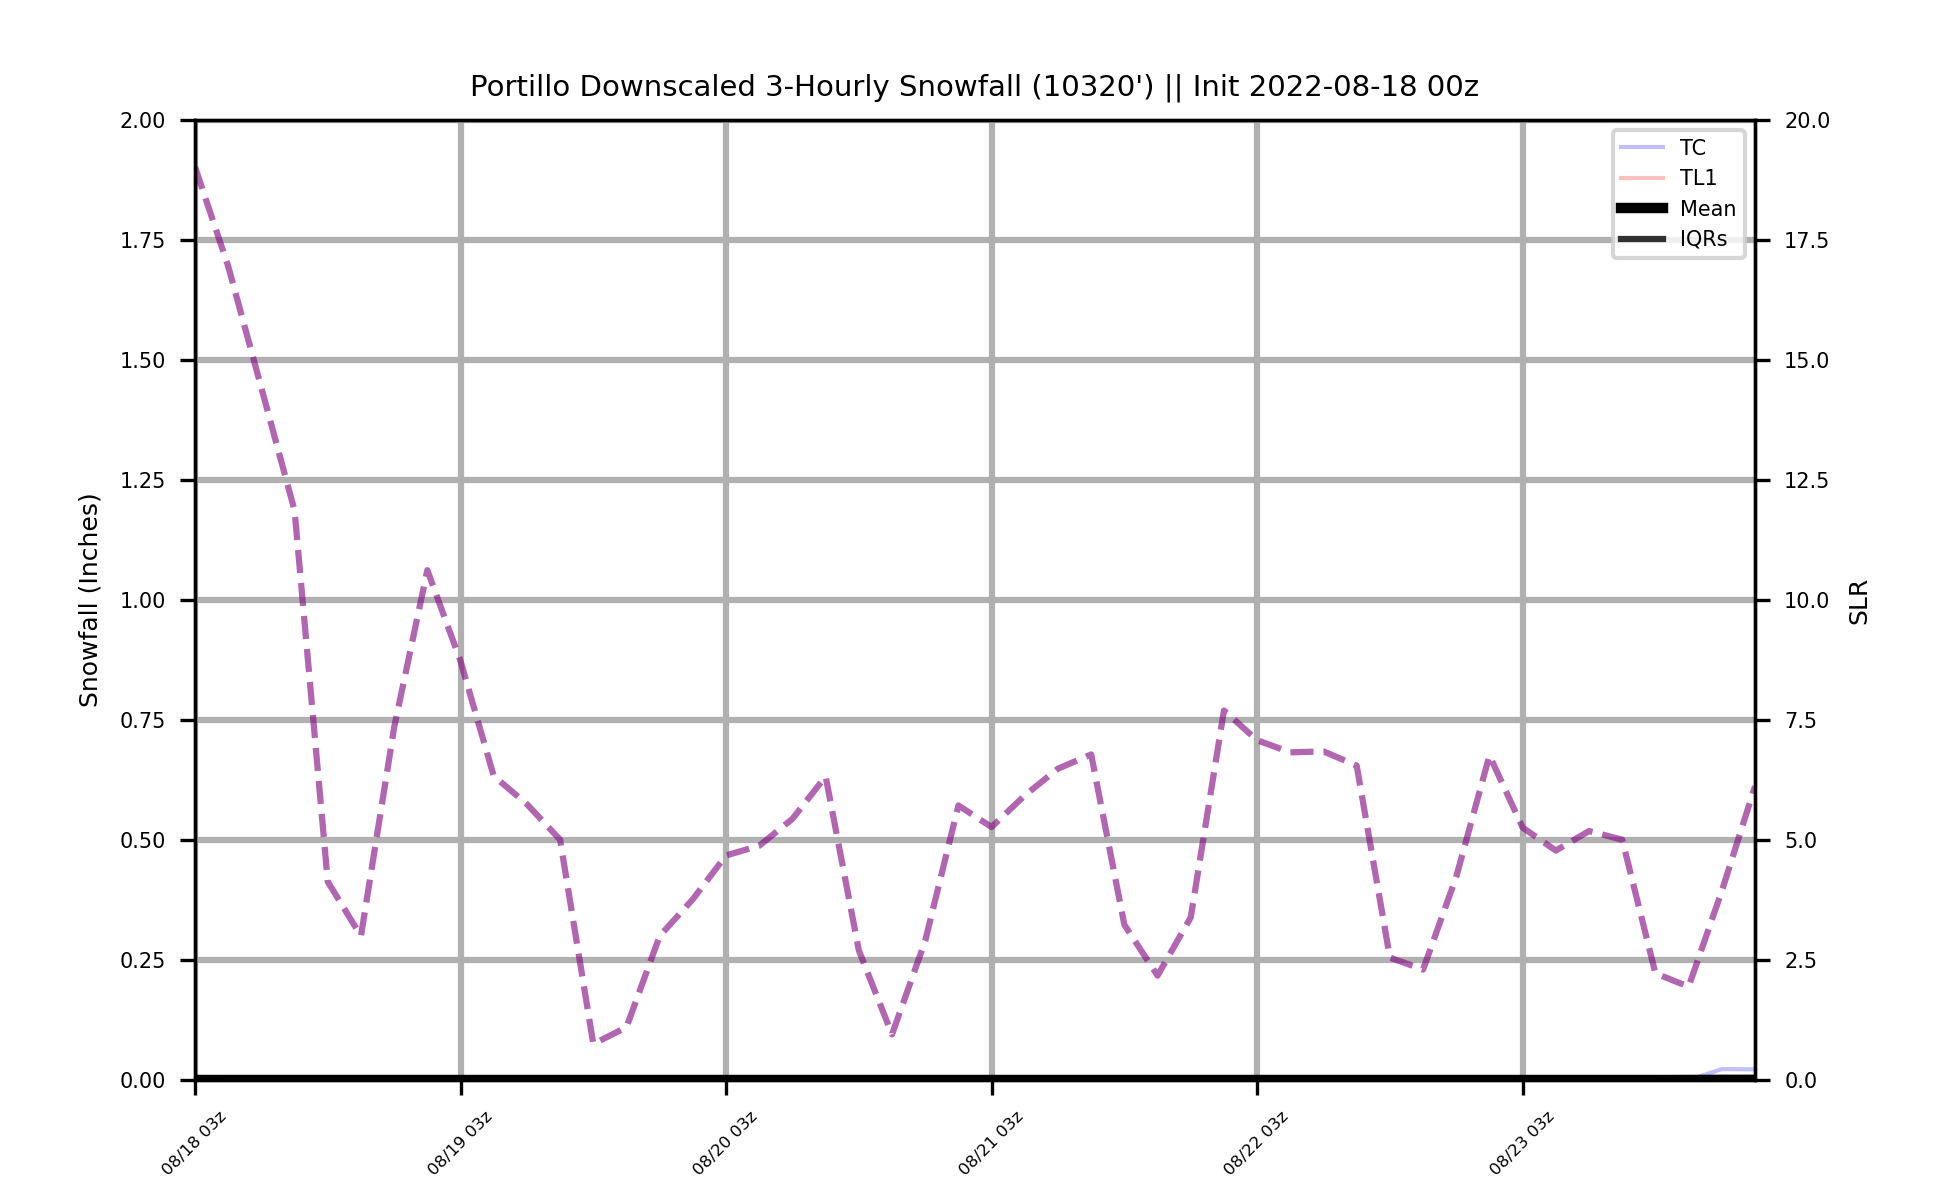 Portillo Downscaled 3-Hourly Snowfall (10320') || Init 2022-08-18 00z
2.00
1.75
1.50
1.25
1.00
0.75
0.50
0.25
0.00
Snowfall (Inches)
20.0
17.5
15.0
12.5
10.0
7.5
5.0
2.5
0.0
SLR
TC
TL1
Mean
IQRs
08/18 03z
08/19 03z
08/20 03z
08/21 03z
08/22 03z
08/23 03z